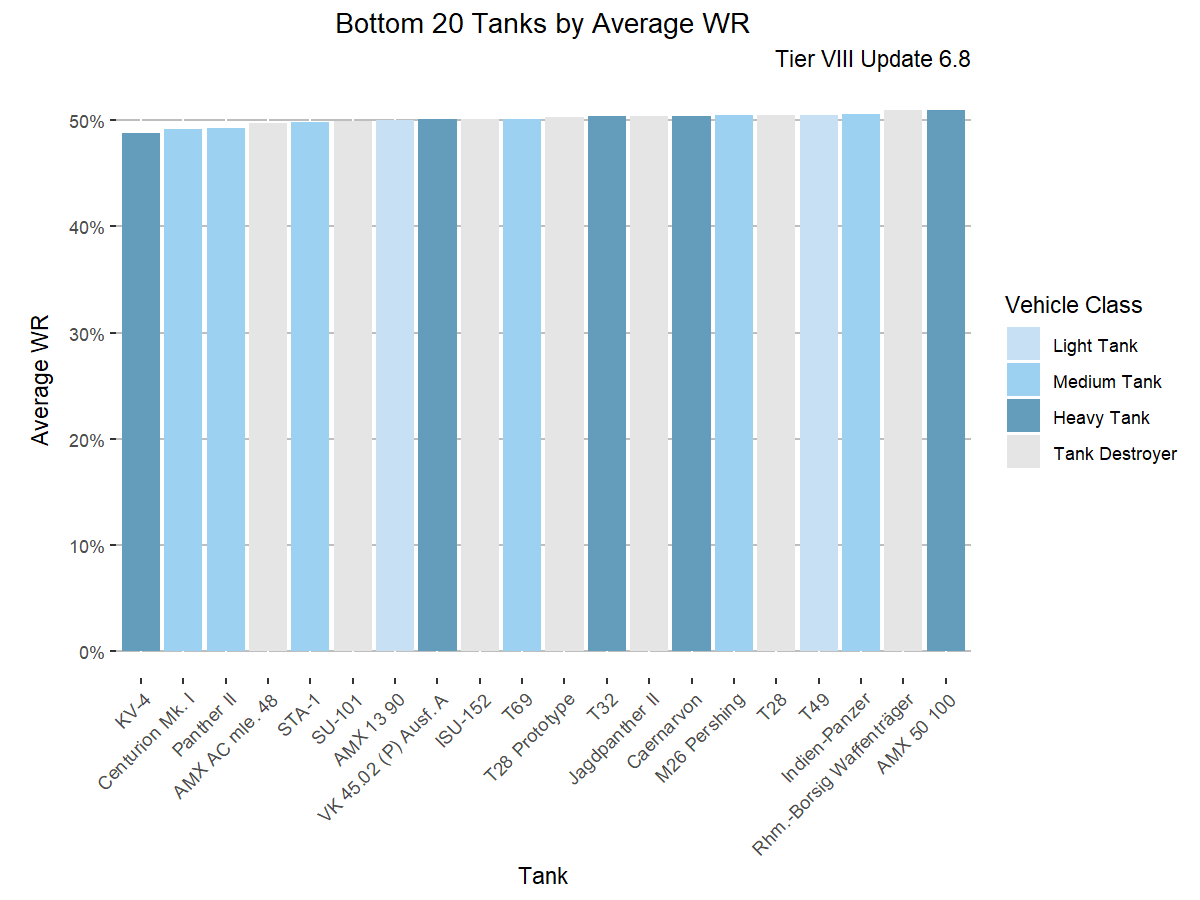 Bottom 20 Tanks by Average WR
Tier VIII Update 6.8
Average WR
50%
40%
30%
20%
10%
0%
KV-4
Centurion Mk. I
Panther II
AMX AC mle. 48
STA-1
SU-101
AMX 13 90
VK 45.02 (P) Ausf. A
ISU-152
T69
T28 Prototype
T32
Jagdpanther II
Caernarvon
M26 Pershing
T28
T49
Indien-Panzer
Rhm.-Borsig Waffenträger
AMX 50 100
Tank
Vehicle Class
Light Tank
Medium Tank
Heavy Tank
Tank Destroyer